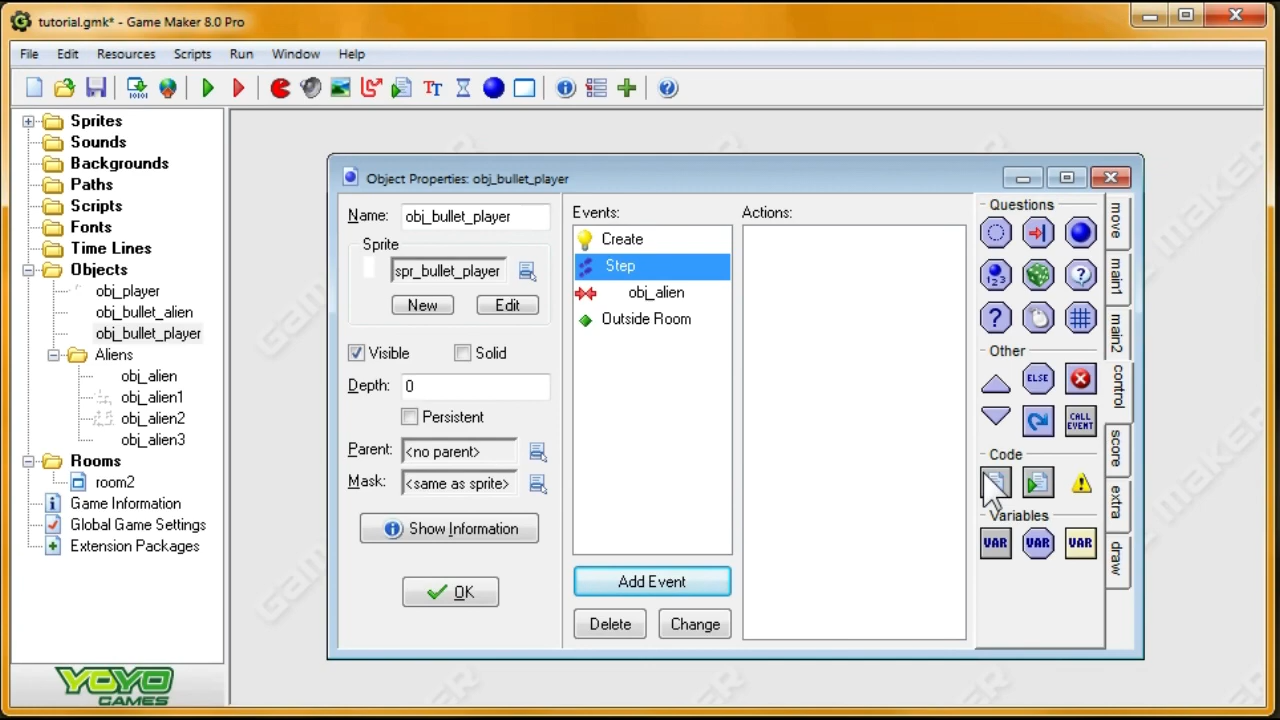 tutorial.gmk* - Game Maker 8.0 Pro
File Edit Resources Scripts Run Window Help
Sprites
Sounds
Backgrounds
Paths
Scripts
Fonts
Time Lines
Objects
obj_player
obj_bullet_alien
obj_bullet_player
Aliens
obj_alien
obj_alien1
obj_alien2
obj_alien3
Rooms
room2
Game Information
Global Game Settings
Extension Packages
YOYO
GAMES
Object Properties: obj_bullet_player
Name: obj_bullet_player
Sprite
spr_bullet_player
New Edit
Visible Solid
Depth: 0
Persistent
Parent: <no parent>
Mask: <same as sprite>
Show Information
OK
Events:
Create
Step
obj_alien
Outside Room
Add Event
Delete Change
Actions:
Questions
Other
ELSE
CALL
EVENT
Code
Variables
VAR VAR VAR
move
main1
main2
control
score
extra
draw